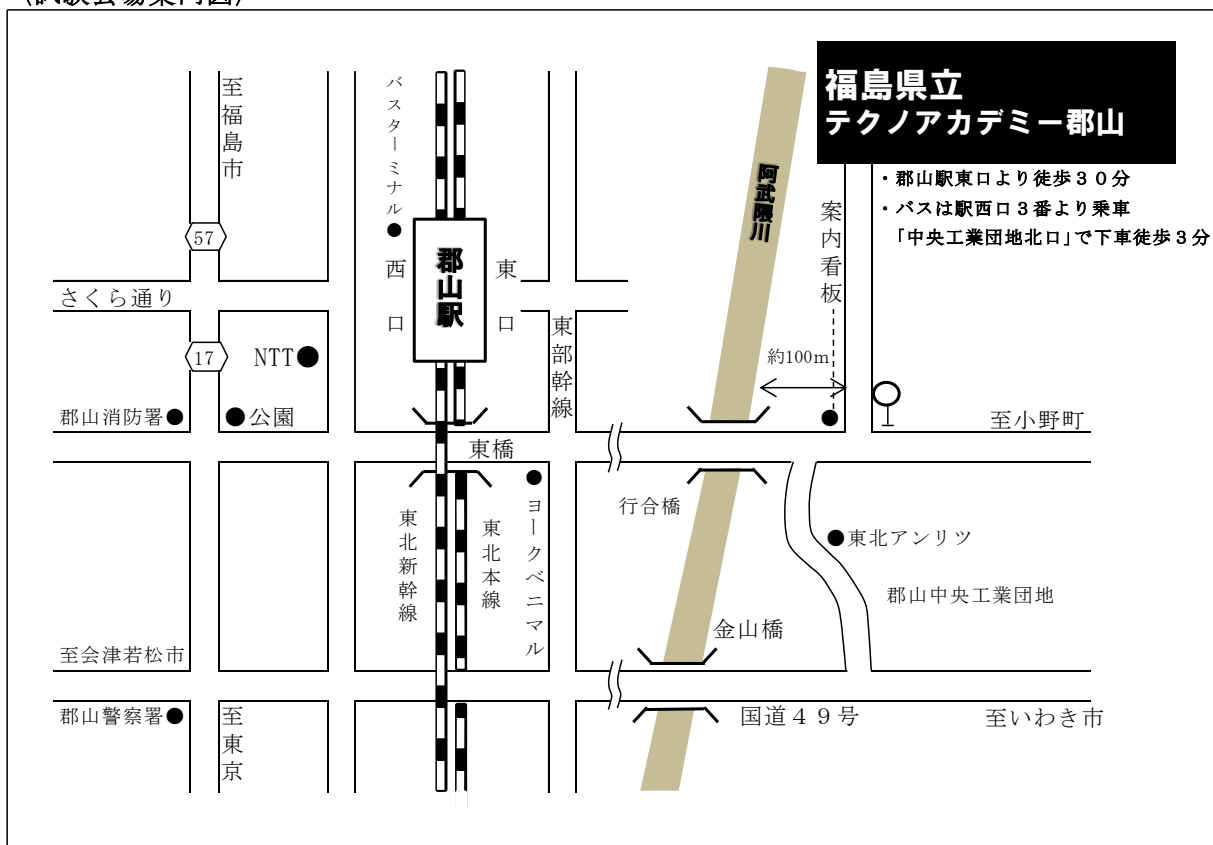 (試験会場案内図)
至福島市
バスターミナル●
福島県立
テクノアカデミー郡山
・郡山駅東口より徒歩３０分
・バスは駅西口３番より乗車
「中央工業団地北口」で下車徒歩３分
阿武隈川
案内看板
57
西口
郡山駅
東口
さくら通り
東部幹線
17
NTT●
約100m
郡山消防署●
●公園
至小野町
東橋
行合橋
●ヨークベニマル
東北新幹線
東北本線
●東北アンリツ
郡山中央工業団地
金山橋
至会津若松市
郡山警察署●
至東京
国道４９号
至いわき市